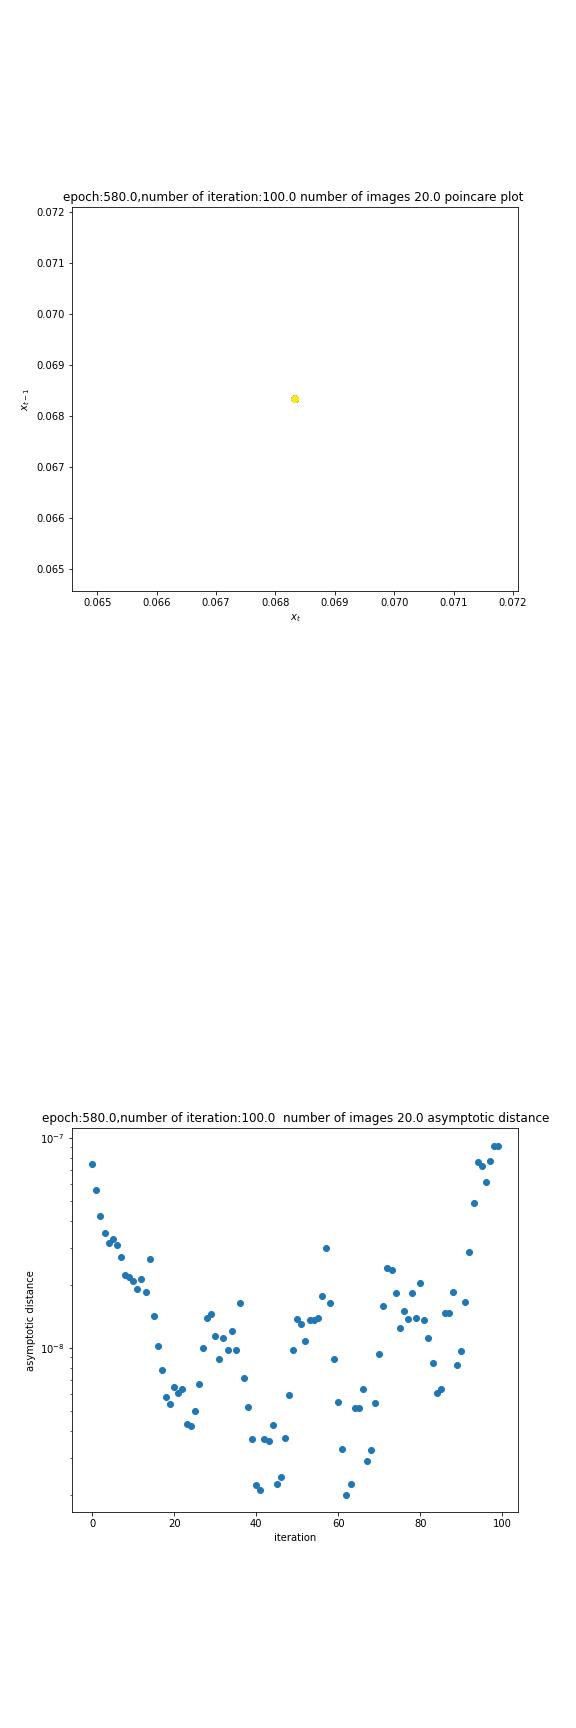 epoch:580.0,number of iteration:100.0 number of images 20.0 poincare plot
0.072
0.071
0.070
0.069
0.068
0.067
0.066
0.065
x_{t-1}
0.065 0.066 0.067 0.068 0.069 0.070 0.071 0.072
x_t
epoch:580.0,number of iteration:100.0  number of images 20.0 asymptotic distance
10^{-7}
10^{-8}
asymptotic distance
0 20 40 60 80 100
iteration